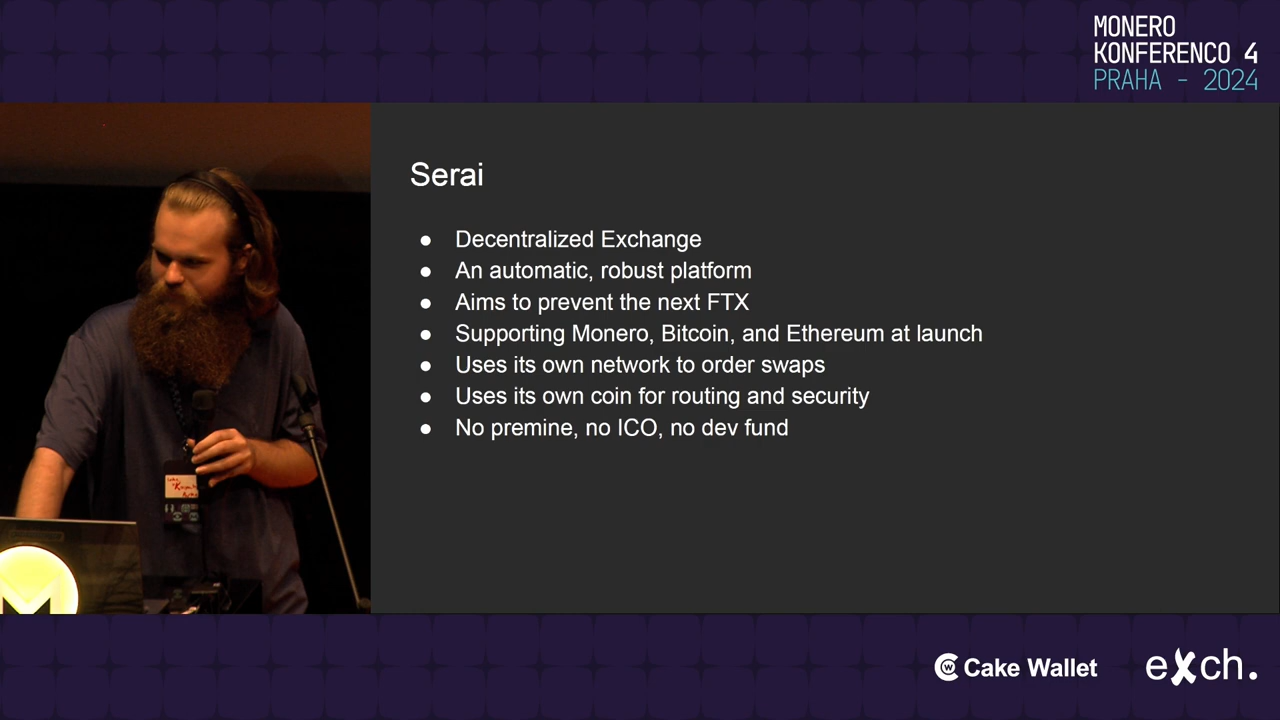 MONERO
KONFERENCO 4
PRAHA - 2024
Serai
● Decentralized Exchange
● An automatic, robust platform
● Aims to prevent the next FTX
● Supporting Monero, Bitcoin, and Ethereum at launch
● Uses its own network to order swaps
● Uses its own coin for routing and security
● No premine, no ICO, no dev fund
Cake Wallet
exch.